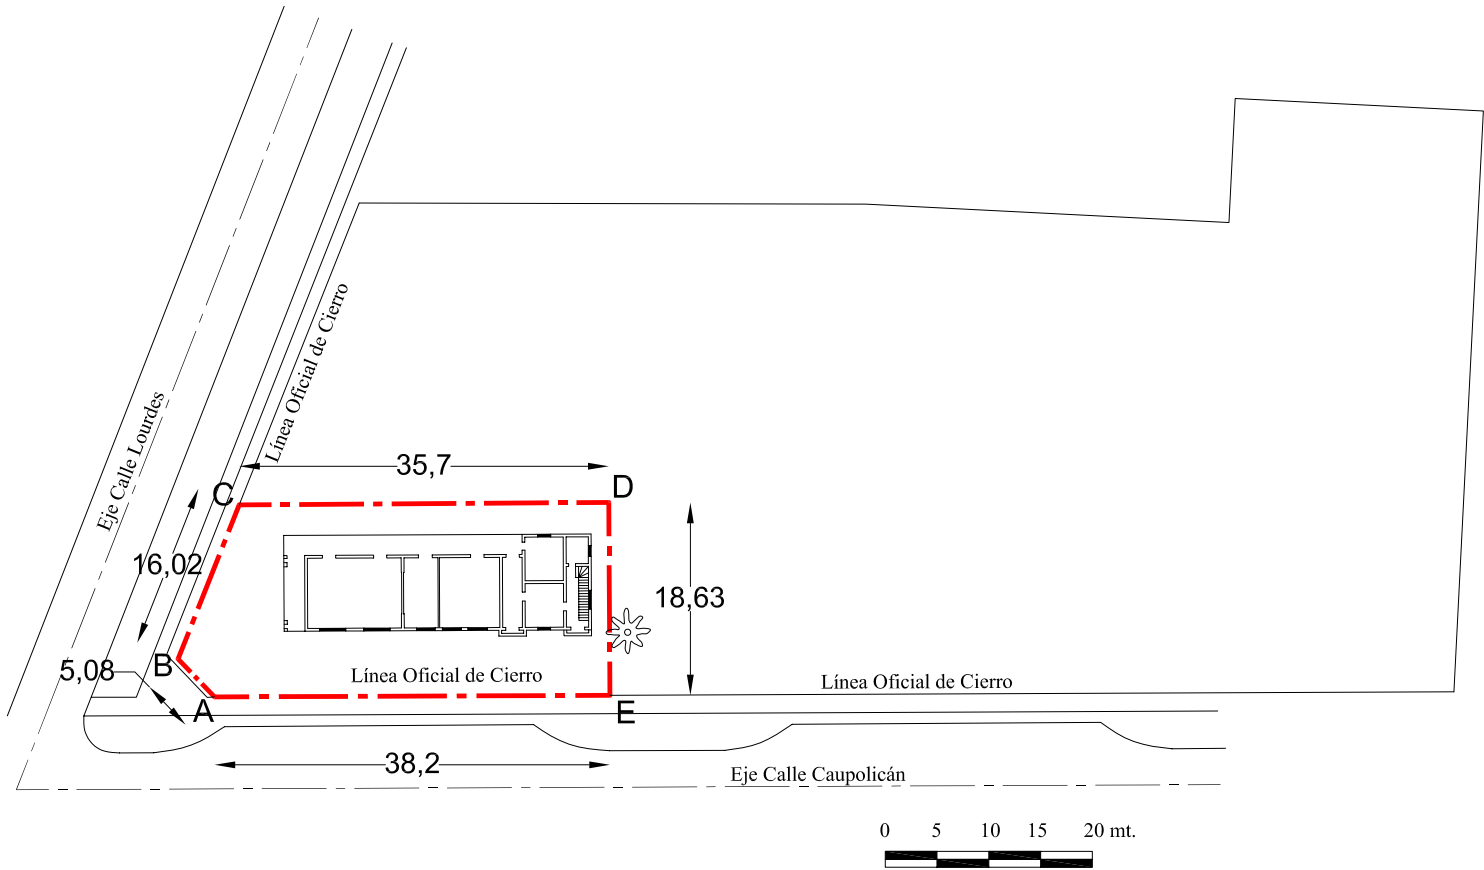 Línea Oficial de Cierro
Eje Calle Lourdes
35,7
C
D
16,02
18,63
B
5,08
Línea Oficial de Cierro
Línea Oficial de Cierro
A
E
38,2
Eje Calle Caupolicán
0 5 10 15 20 mt.